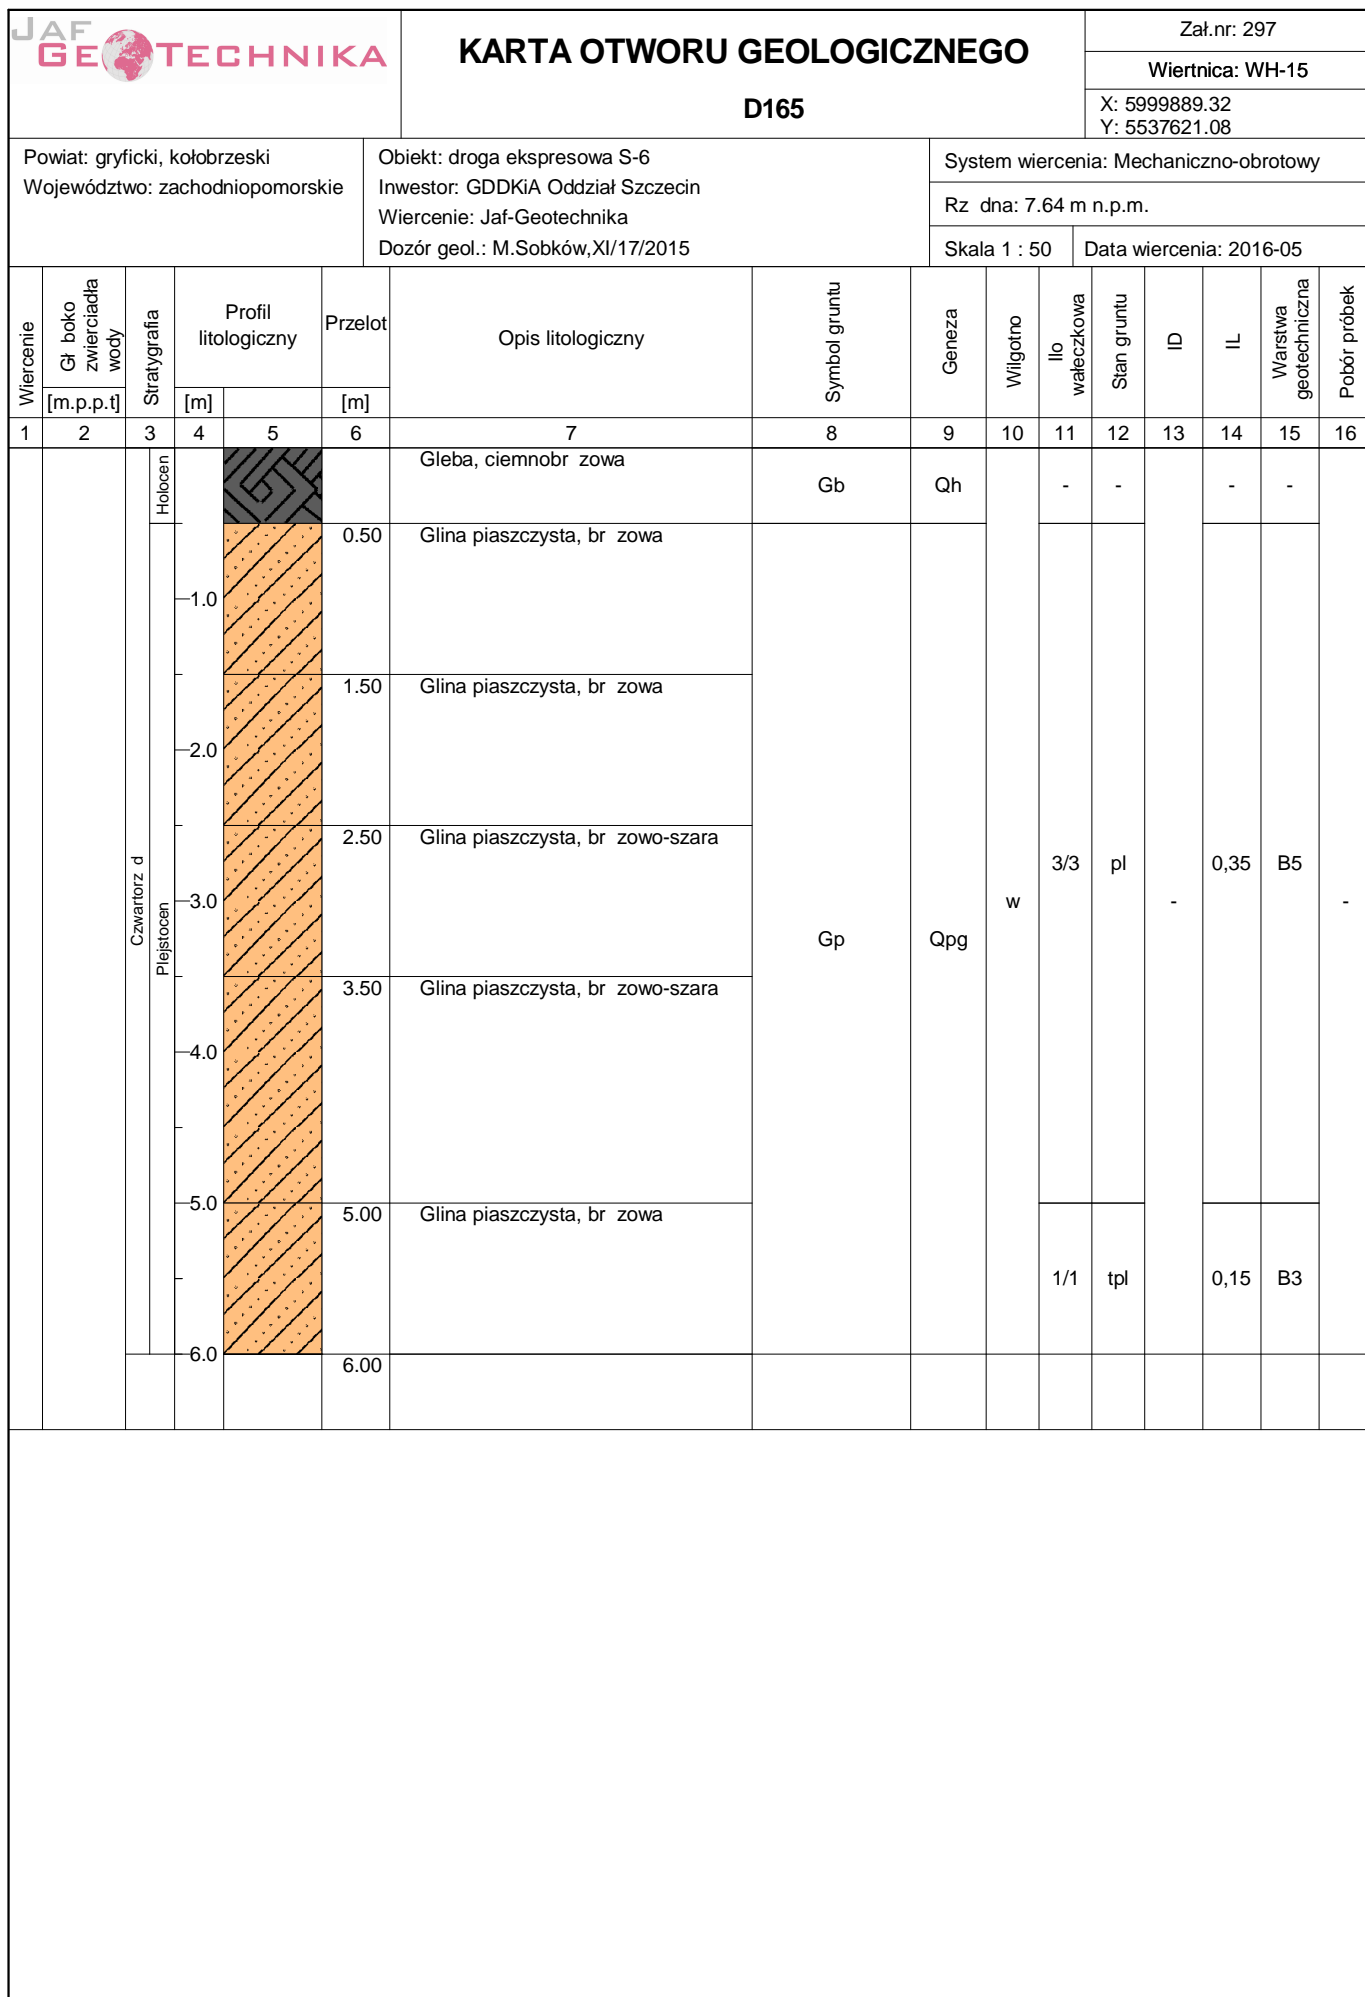 JAF
GEOTECHNIKA
KARTA OTWORU GEOLOGICZNEGO
D165
Zał.nr: 297
Wiertnica: WH-15
X: 5999889.32
Y: 5537621.08
Powiat: gryficki, kołobrzeski
Województwo: zachodniopomorskie
Obiekt: droga ekspresowa S-6
Inwestor: GDDKiA Oddział Szczecin
Wiercenie: Jaf-Geotechnika
Dozór geol.: M.Sobków,XI/17/2015
System wiercenia: Mechaniczno-obrotowy
Rz dna: 7.64 m n.p.m.
Skala 1 : 50
Data wiercenia: 2016-05
Wiercenie
Gł boko
zwierciadła
wody
[m.p.p.t]
Stratygrafia
Profil
litologiczny
[m]
Przelot
[m]
Opis litologiczny
Symbol gruntu
Geneza
Wilgotno
Ilo
wałeczkowa
Stan gruntu
ID
IL
Warstwa
geotechniczna
Pobór próbek
1 2 3 4 5 6 7 8 9 10 11 12 13 14 15 16
Holocen
Gleba, ciemnobr zowa
Gb Qh - - - -
0.50 Glina piaszczysta, br zowa
1.0
1.50 Glina piaszczysta, br zowa
2.0
2.50 Glina piaszczysta, br zowo-szara
3/3 pl 0,35 B5
Czwartorz d
Plejstocen
3.0
w - -
Gp Qpg
3.50 Glina piaszczysta, br zowo-szara
4.0
5.0
5.00 Glina piaszczysta, br zowa
1/1 tpl 0,15 B3
6.0
6.00